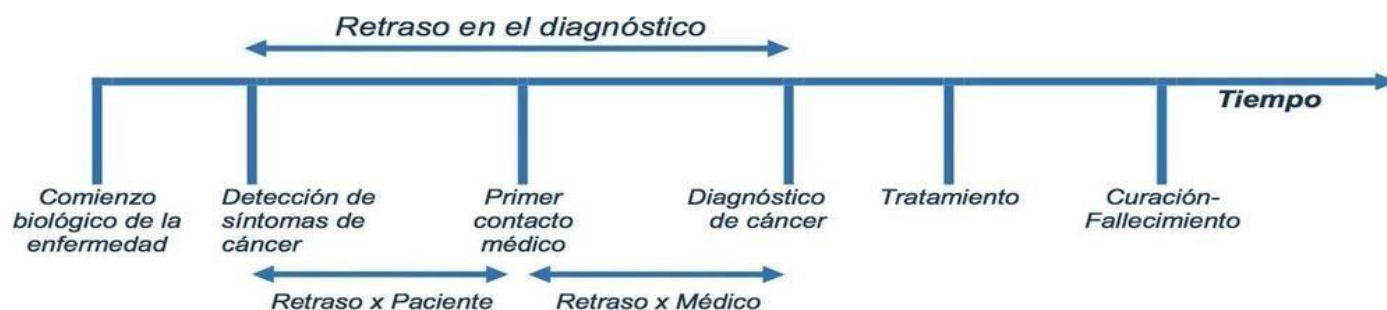 Retraso en el diagnóstico
Tiempo
Comienzo
biológico de la
enfermedad
Detección de
síntomas de
cáncer
Primer
contacto
médico
Diagnóstico
de cáncer
Tratamiento
Curación-
Fallecimiento
Retraso x Paciente
Retraso x Médico